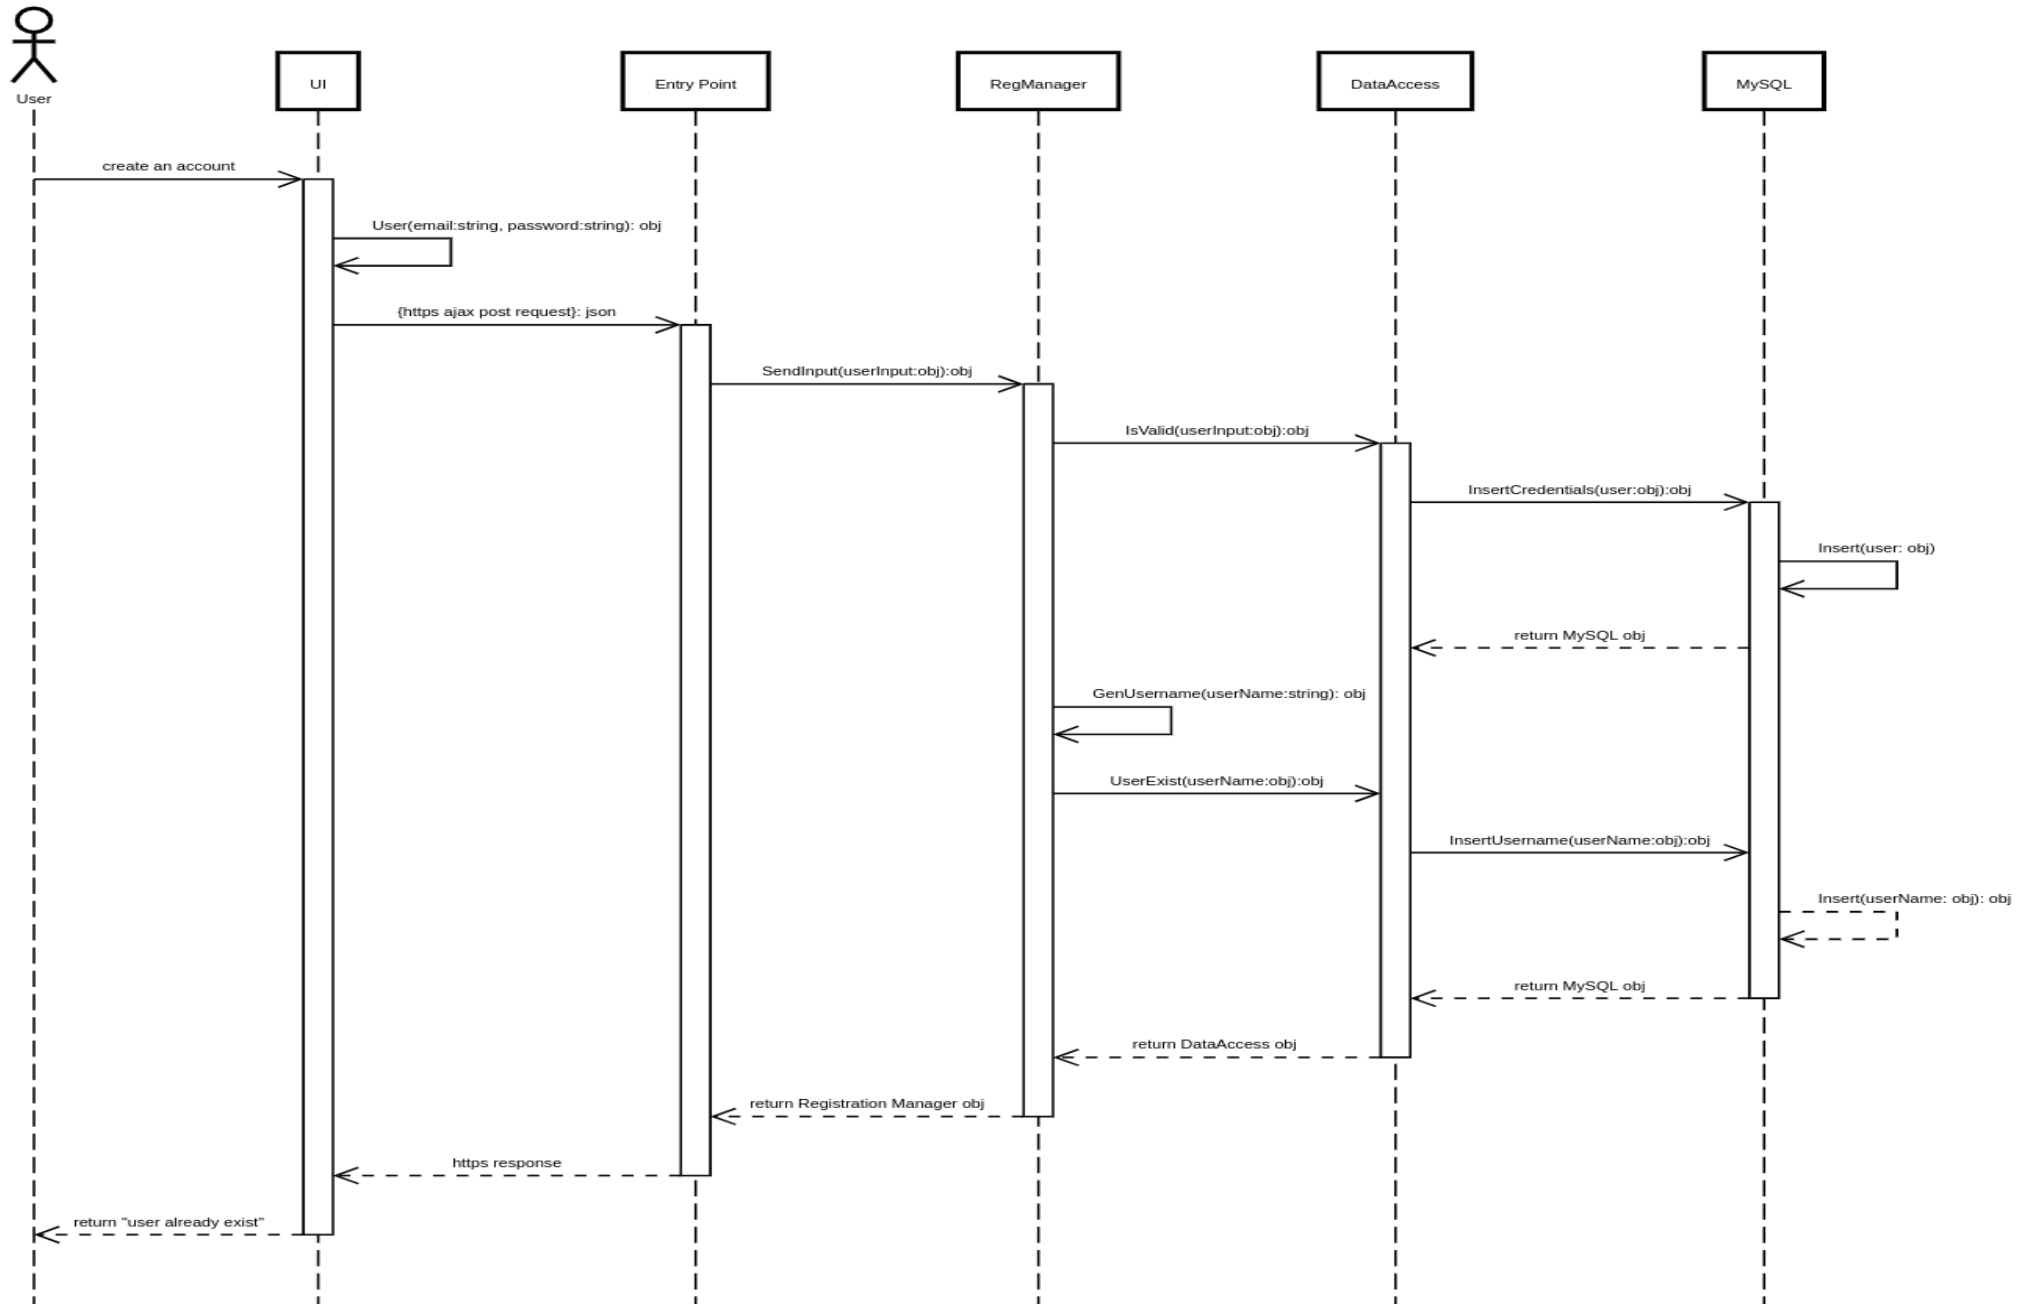 User
UI
Entry Point
RegManager
DataAccess
MySQL
create an account
User(email:string, password:string): obj
{https ajax post request}: json
SendInput(userInput:obj):obj
IsValid(userInput:obj):obj
InsertCredentials(user:obj):obj
Insert(user: obj)
return MySQL obj
GenUsername(userName:string): obj
UserExist(userName:obj):obj
InsertUsername(userName:obj):obj
Insert(userName: obj): obj
return MySQL obj
return DataAccess obj
return Registration Manager obj
https response
return "user already exist"